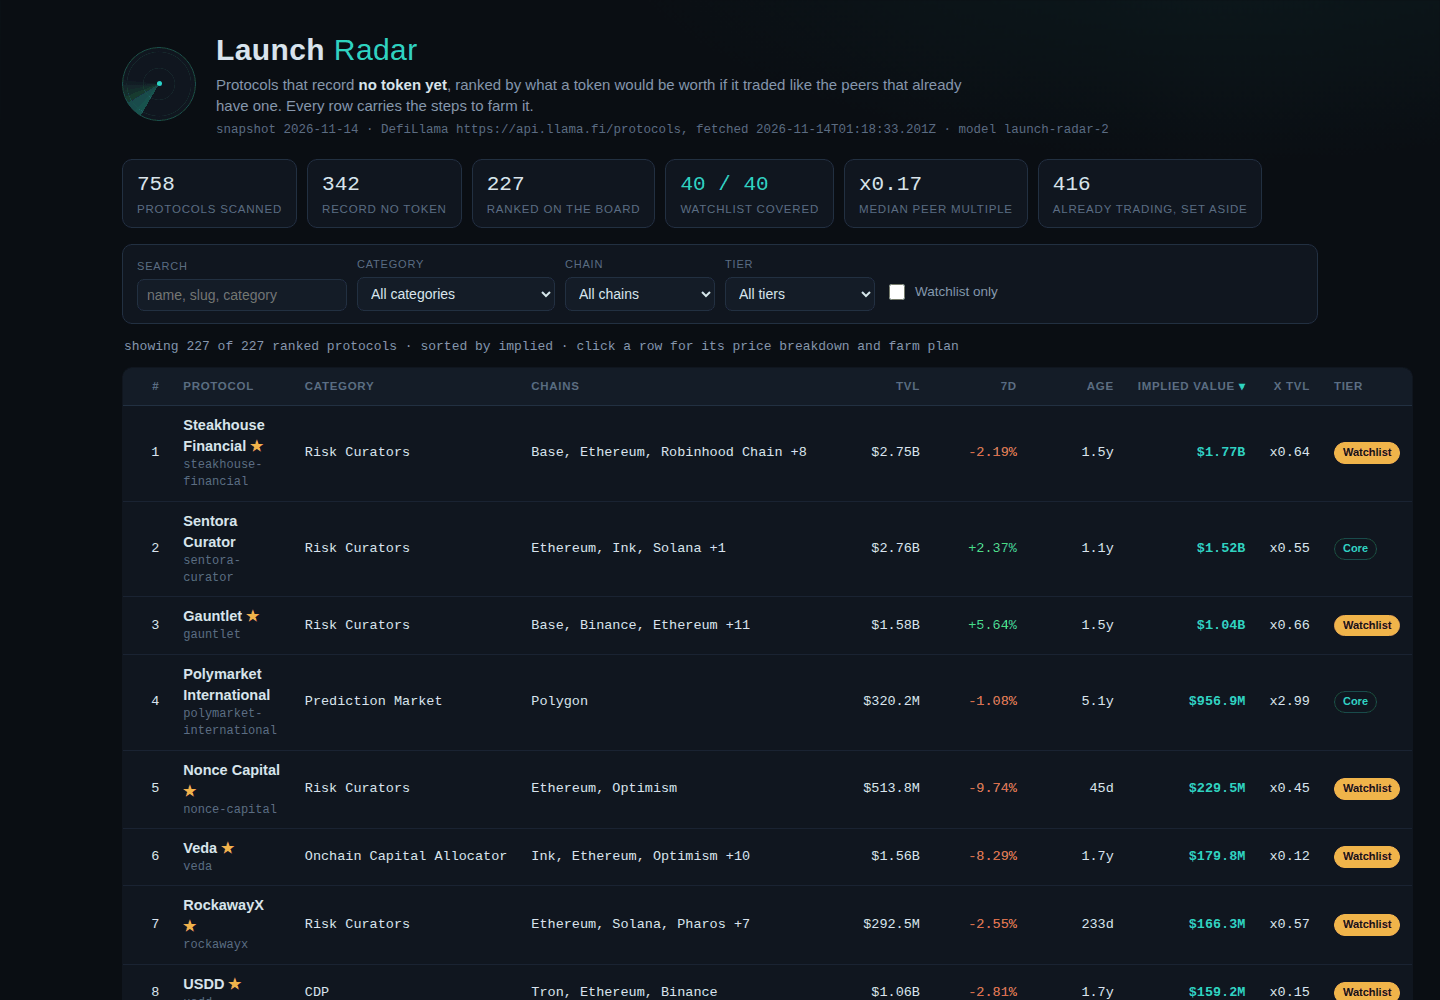 Launch Radar
Protocols that record no token yet, ranked by what a token would be worth if it traded like the peers that already
have one. Every row carries the steps to farm it.
snapshot 2026-11-14 · DefiLlama https://api.llama.fi/protocols, fetched 2026-11-14T01:18:33.201Z · model launch-radar-2
758 342 227 40 / 40 x0.17 416
PROTOCOLS SCANNED RECORD NO TOKEN RANKED ON THE BOARD WATCHLIST COVERED MEDIAN PEER MULTIPLE ALREADY TRADING, SET ASIDE
SEARCH CATEGORY CHAIN TIER
name, slug, category All categories All chains All tiers Watchlist only
showing 227 of 227 ranked protocols · sorted by implied · click a row for its price breakdown and farm plan
# PROTOCOL CATEGORY CHAINS TVL 7D AGE IMPLIED VALUE ▼ X TVL TIER
Steakhouse
Financial ★
1 Risk Curators Base, Ethereum, Robinhood Chain +8 $2.75B -2.19% 1.5y $1.77B x0.64 Watchlist
steakhouse-
financial
Sentora
Curator
2 Risk Curators Ethereum, Ink, Solana +1 $2.76B +2.37% 1.1y $1.52B x0.55 Core
sentora-
curator
Gauntlet ★
3 Risk Curators Base, Binance, Ethereum +11 $1.58B +5.64% 1.5y $1.04B x0.66 Watchlist
gauntlet
Polymarket
International
4 Prediction Market Polygon $320.2M -1.08% 5.1y $956.9M x2.99 Core
polymarket-
international
Nonce Capital
★
5 Risk Curators Ethereum, Optimism $513.8M -9.74% 45d $229.5M x0.45 Watchlist
nonce-capital
Veda ★
6 Onchain Capital Allocator Ink, Ethereum, Optimism +10 $1.56B -8.29% 1.7y $179.8M x0.12 Watchlist
veda
RockawayX
★
7 Risk Curators Ethereum, Solana, Pharos +7 $292.5M -2.55% 233d $166.3M x0.57 Watchlist
rockawayx
USDD ★
8 CDP Tron, Ethereum, Binance $1.06B -2.81% 1.7y $159.2M x0.15 Watchlist